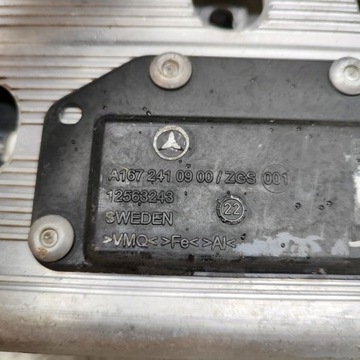 A167 241 09 00 / ZGS 001
12563243
SWEDEN
22
>VMQ< >Fe< >Al<